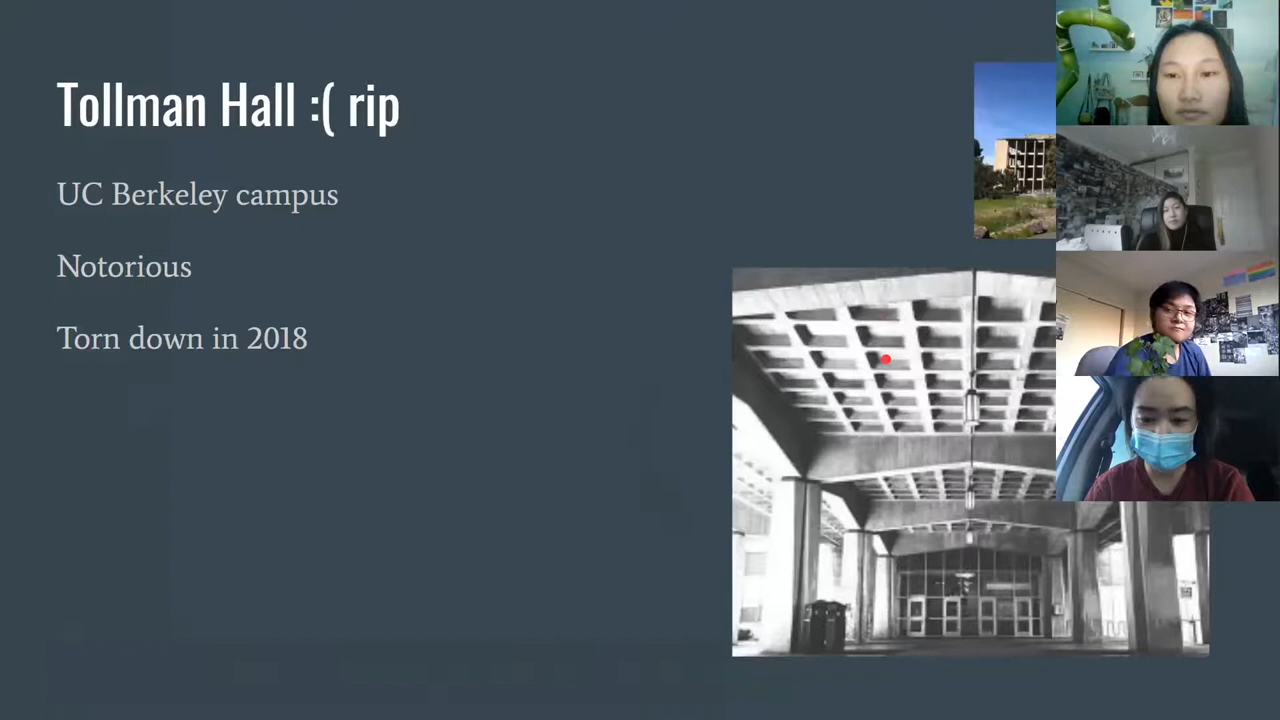 Tollman Hall :( rip
UC Berkeley campus
Notorious
Torn down in 2018